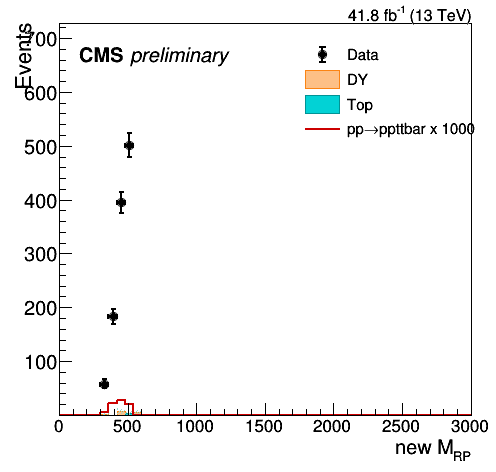 41.8 fb⁻¹ (13 TeV)
Events
CMS preliminary
Data
DY
Top
pp→ppttbar x 1000
700
600
500
400
300
200
100
0 500 1000 1500 2000 2500 3000
new M_RP